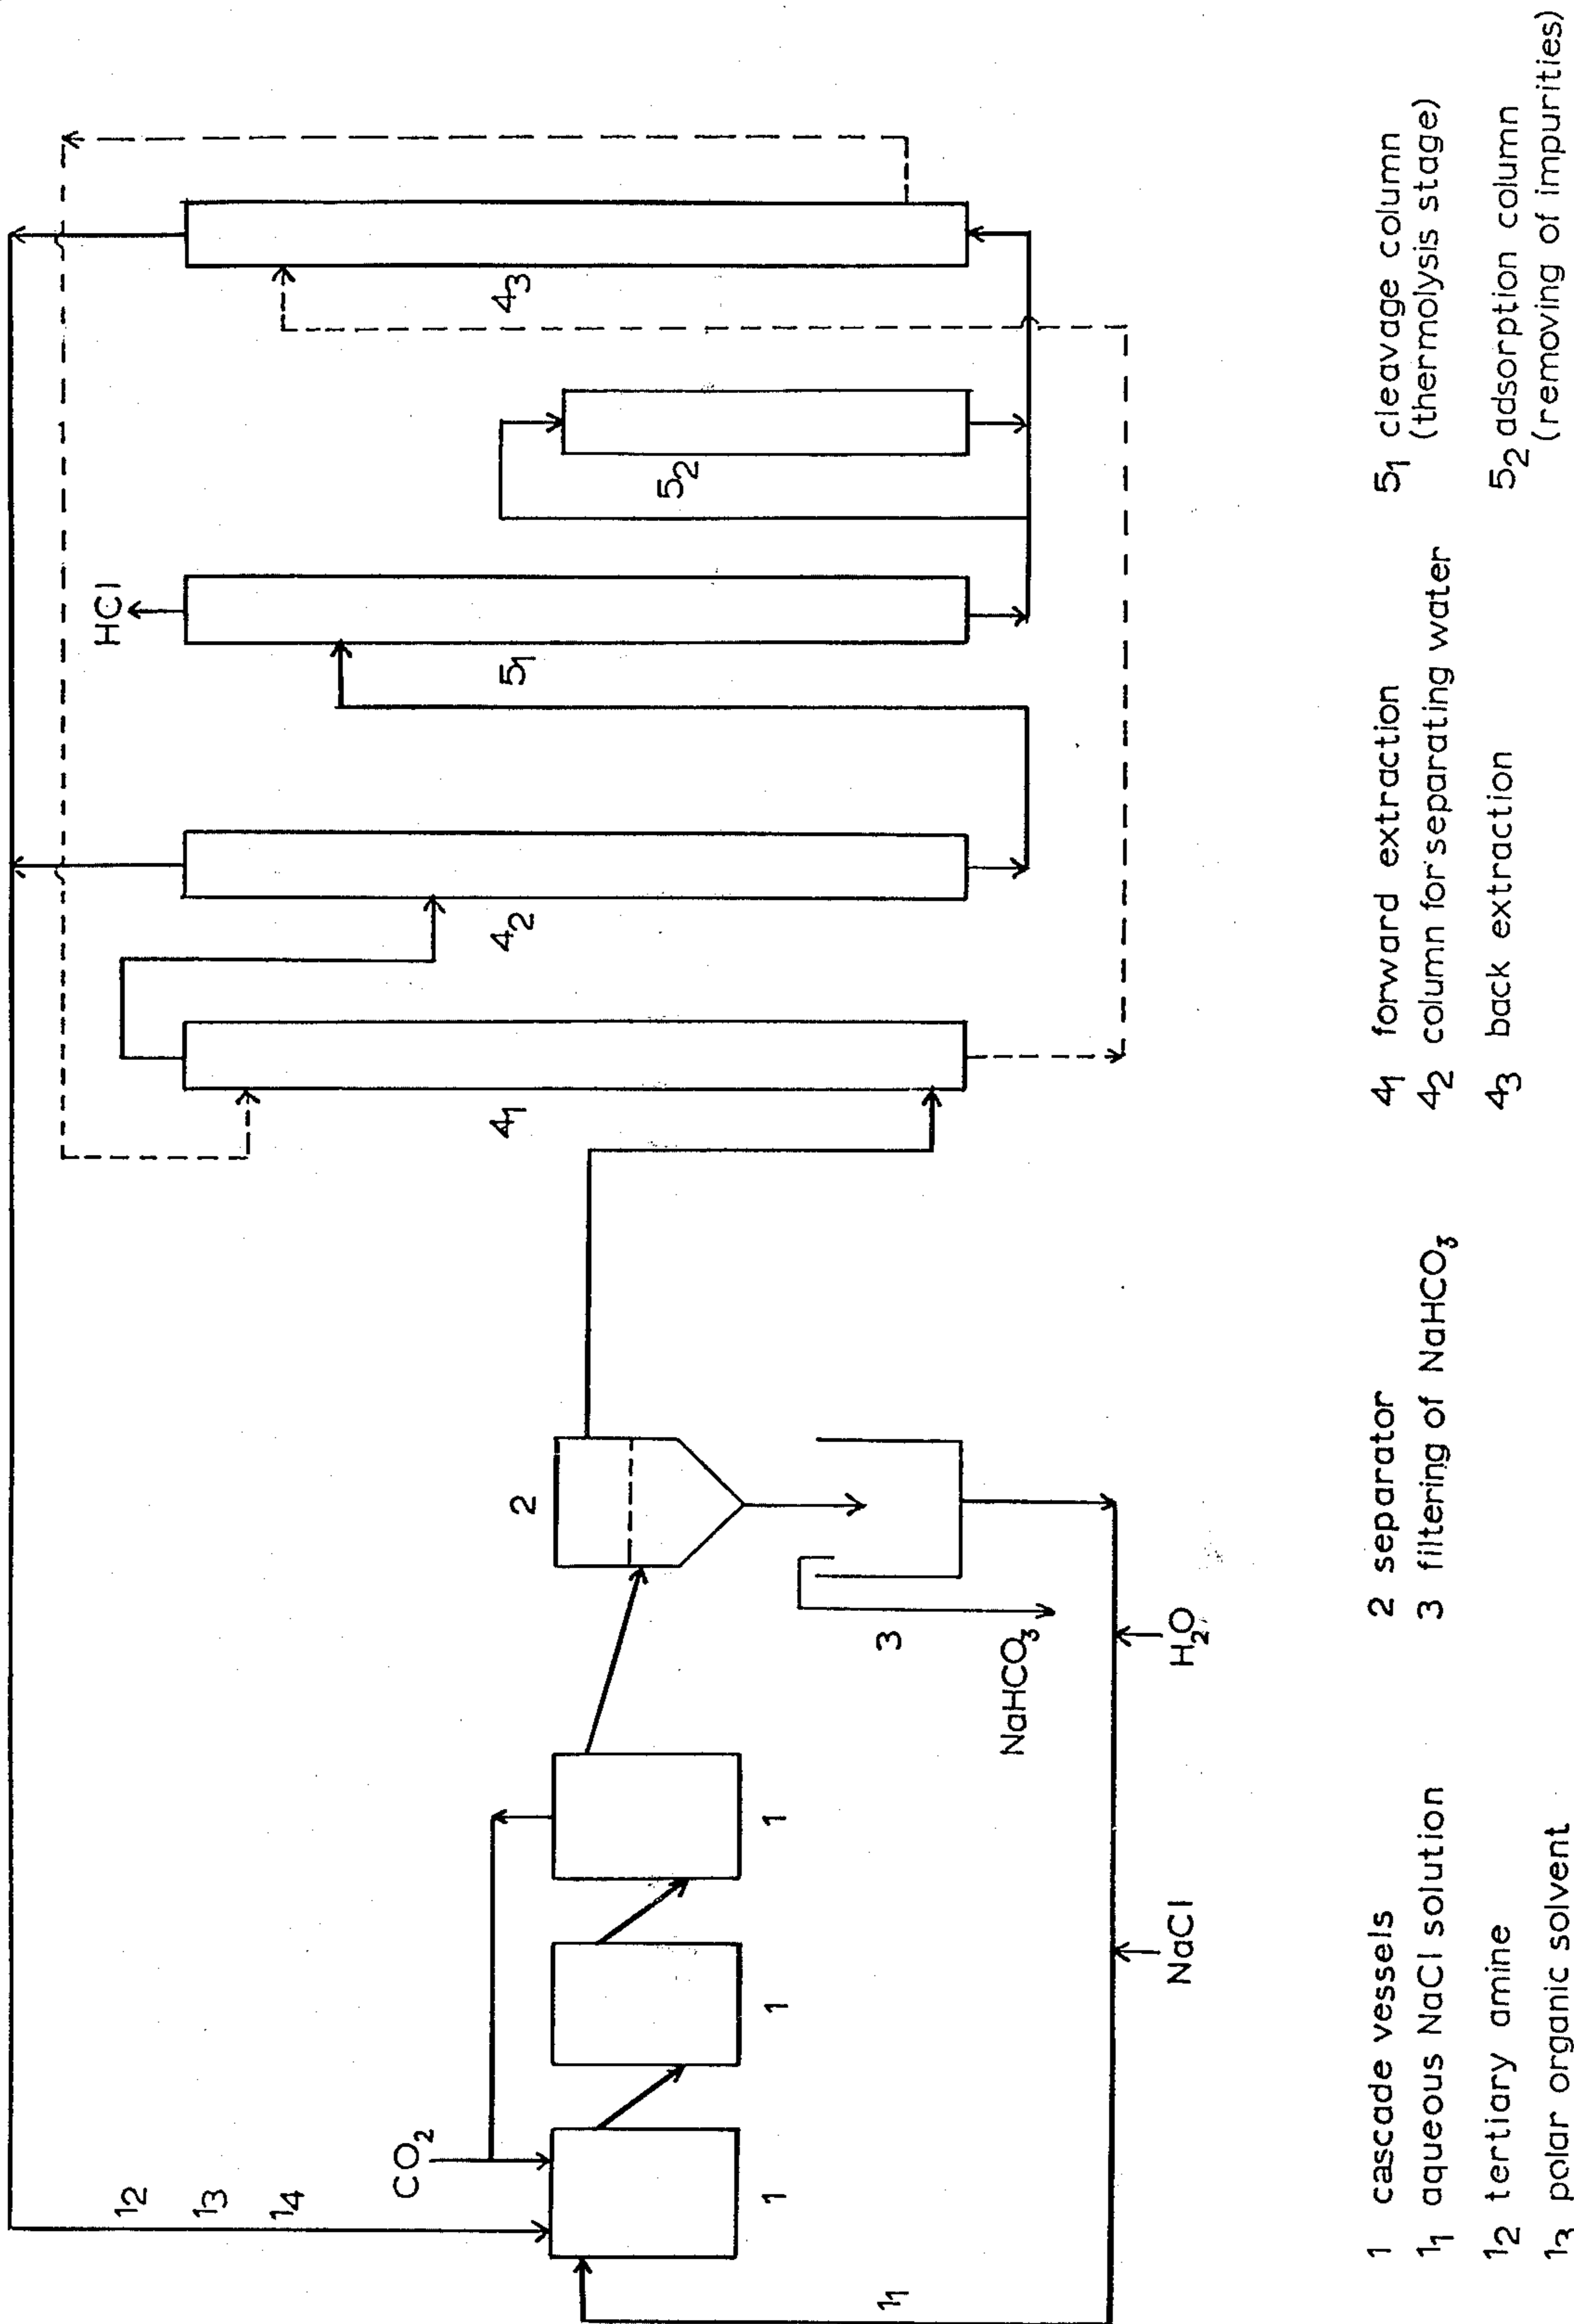 HCl
CO₂
1₂
1₃
1₄
1₁
1
1
1
2
3
NaHCO₃
NaCl
H₂O
4₁
4₂
5₁
5₂
4₃
1 cascade vessels
1₁ aqueous NaCl solution
1₂ tertiary amine
1₃ polar organic solvent
2 separator
3 filtering of NaHCO₃
4₁ forward extraction
4₂ column for separating water
4₃ back extraction
5₁ cleavage column
(thermolysis stage)
5₂ adsorption column
(removing of impurities)